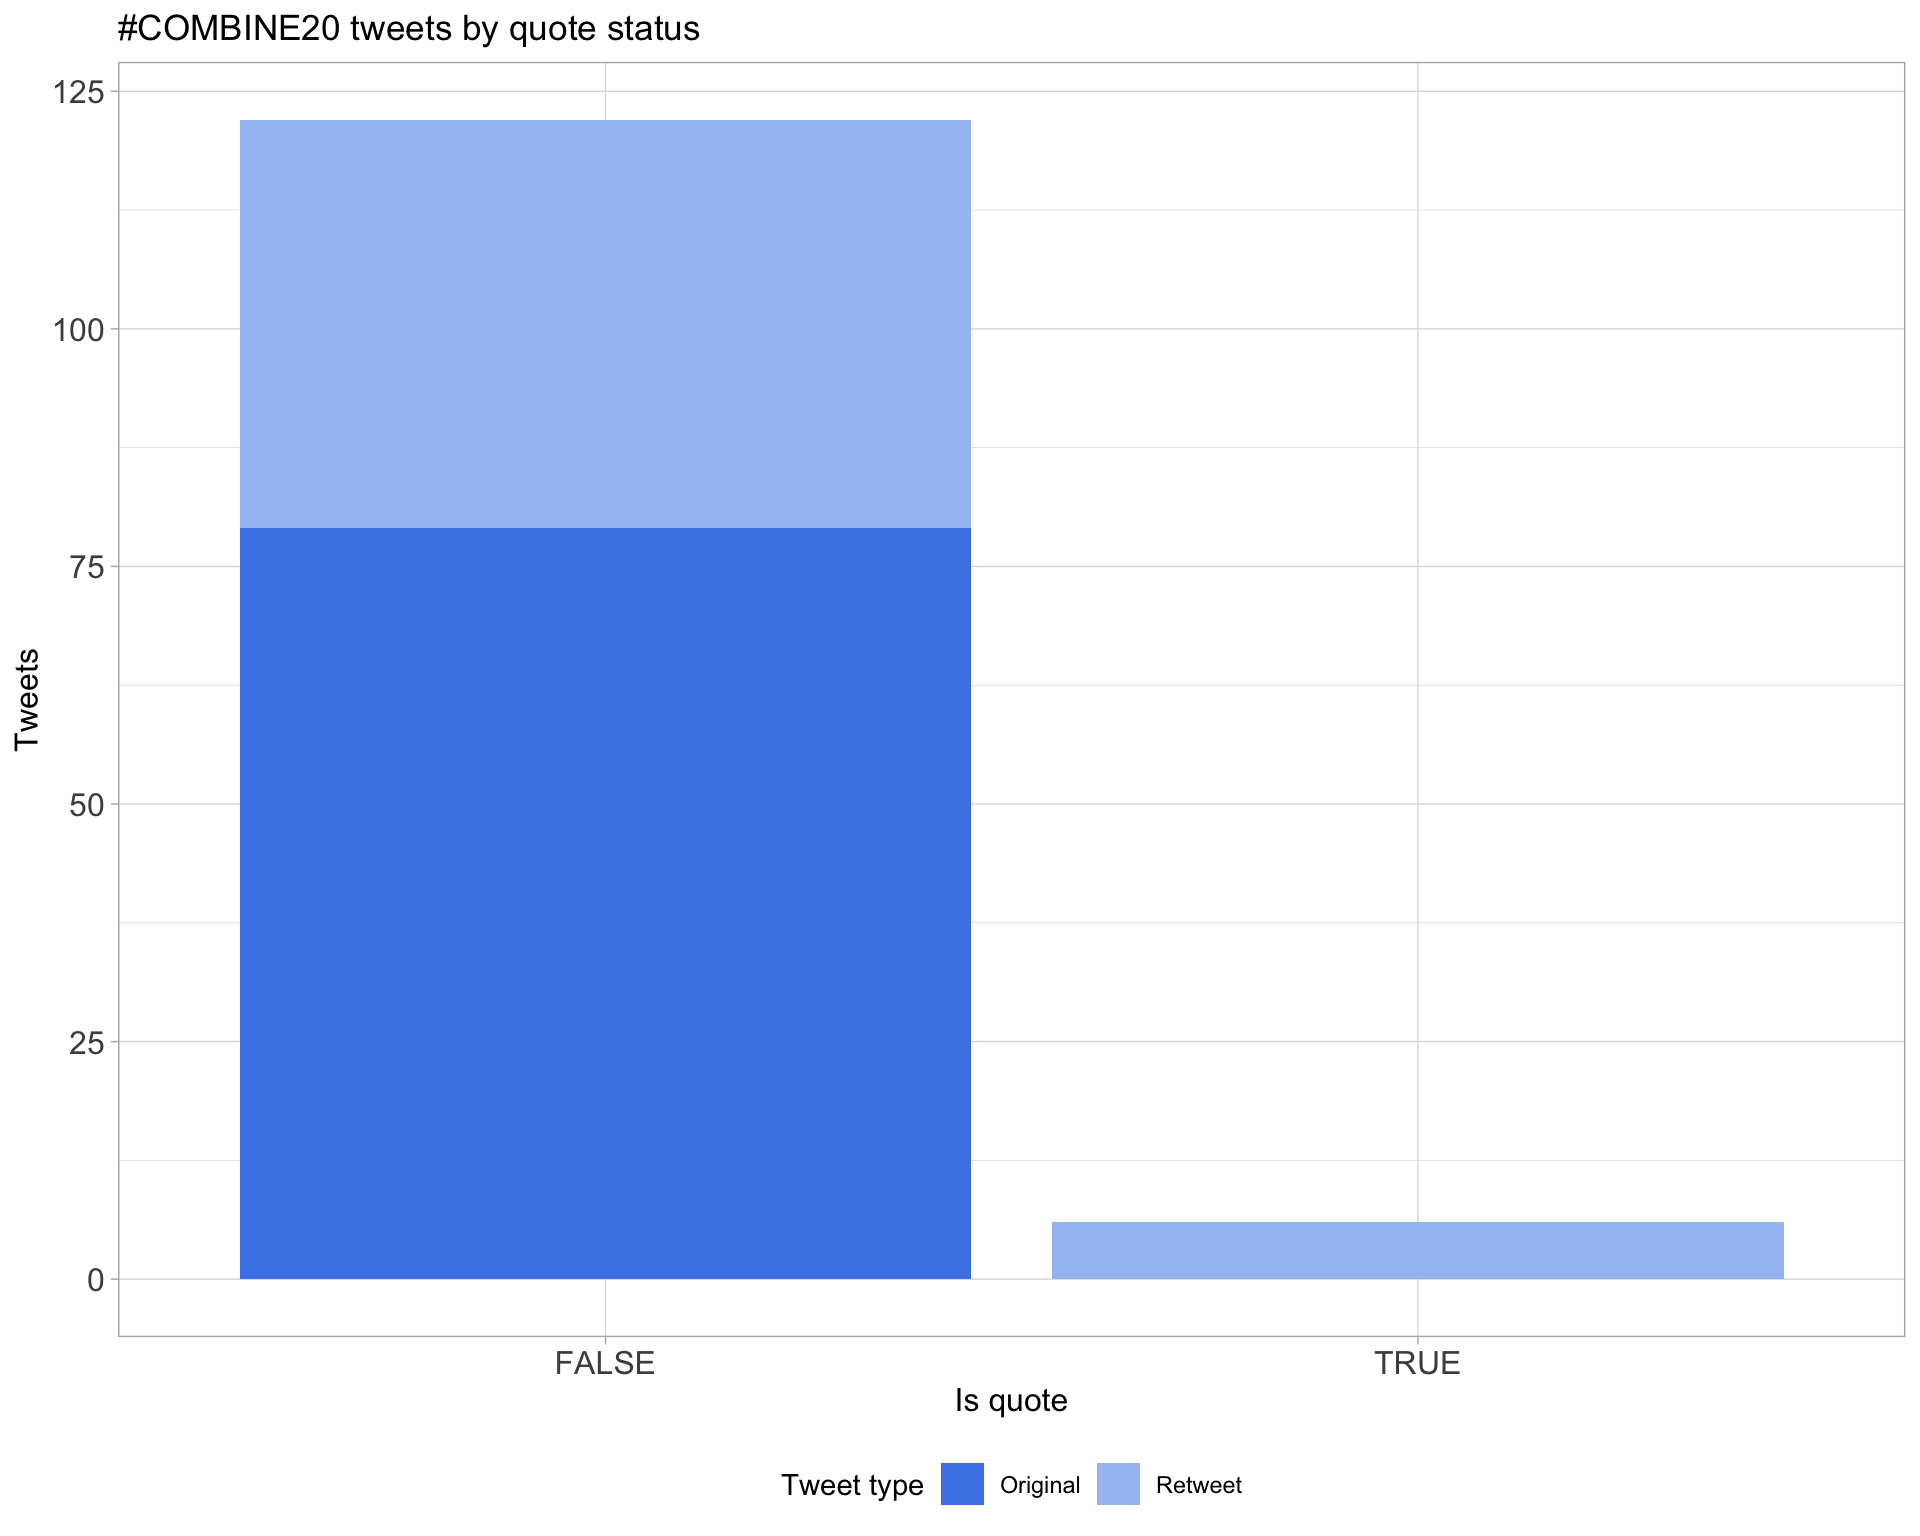 #COMBINE20 tweets by quote status
125
100
75
50
25
0
Tweets
FALSE TRUE
Is quote
Tweet type Original Retweet